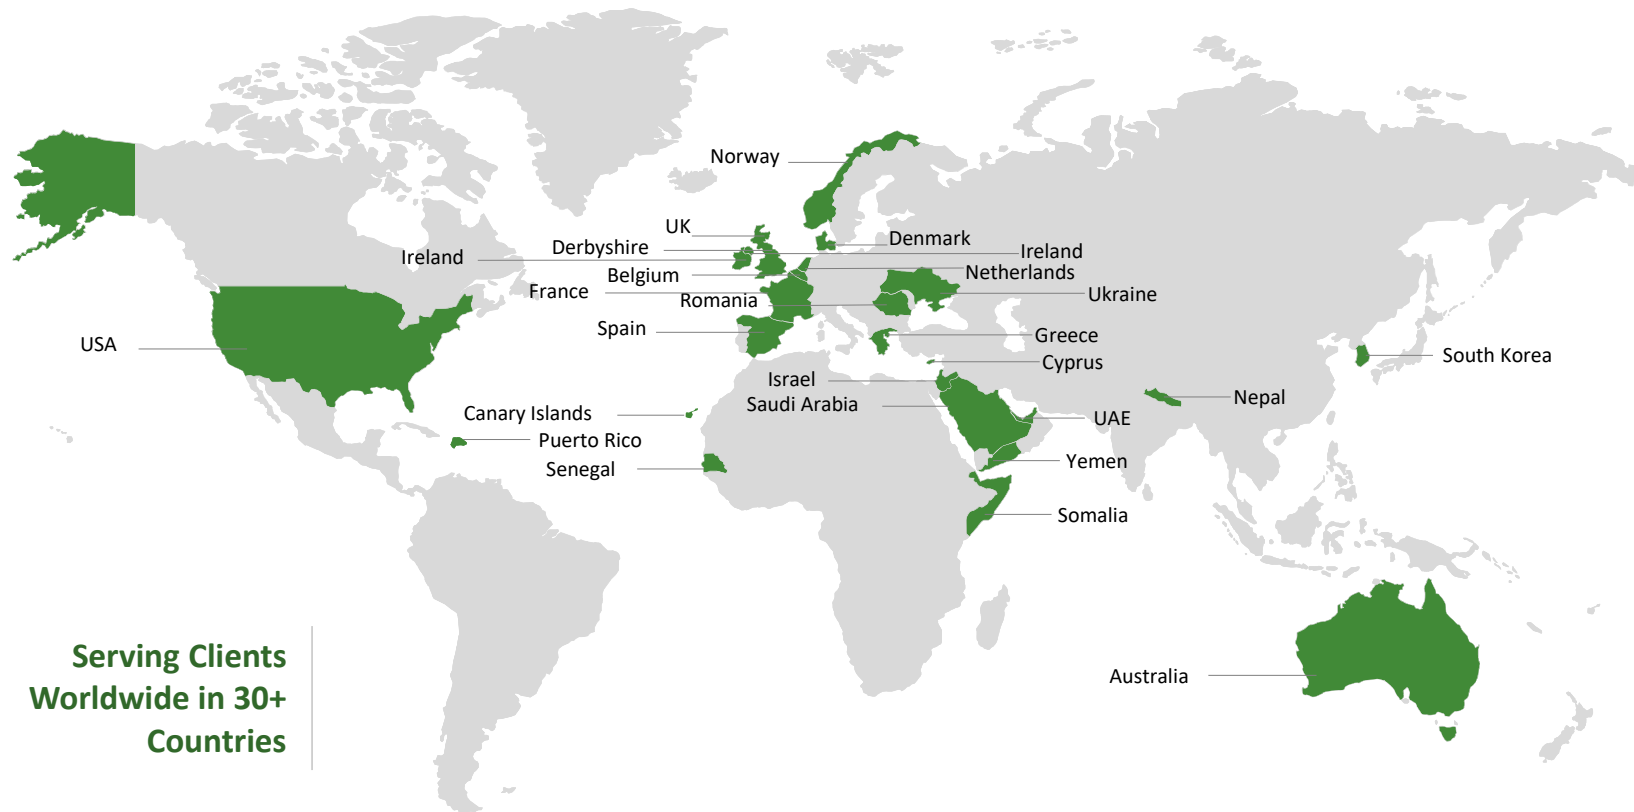 Norway
UK
Derbyshire
Denmark
Ireland
Ireland
Belgium
Netherlands
France
Romania
Ukraine
Spain
Greece
USA
Cyprus
South Korea
Israel
Saudi Arabia
Nepal
Canary Islands
UAE
Puerto Rico
Senegal
Yemen
Somalia
Australia
Serving Clients
Worldwide in 30+
Countries